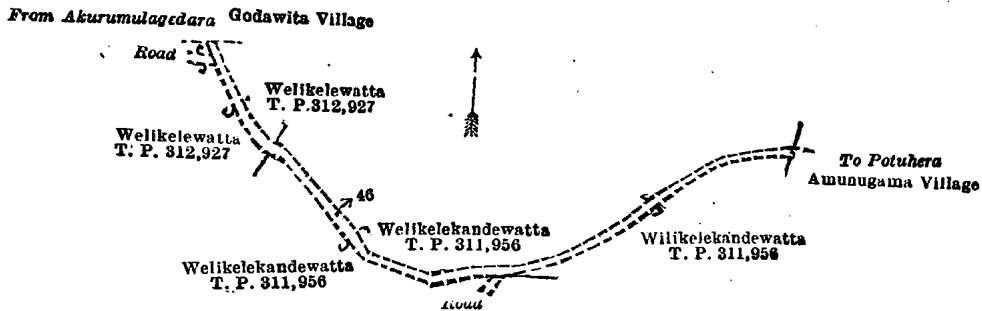 From Akurumulagedara Godawita Village
Road
Welikelewatta
T. P. 312,927
Welikelewatta
T. P. 312,927
To Potuhera
Amunugama Village
46
Welikelekandewatta
T. P. 311,956
Wilikelekandewatta
T. P. 311,956
Welikelekandewatta
T. P. 311,956
Road